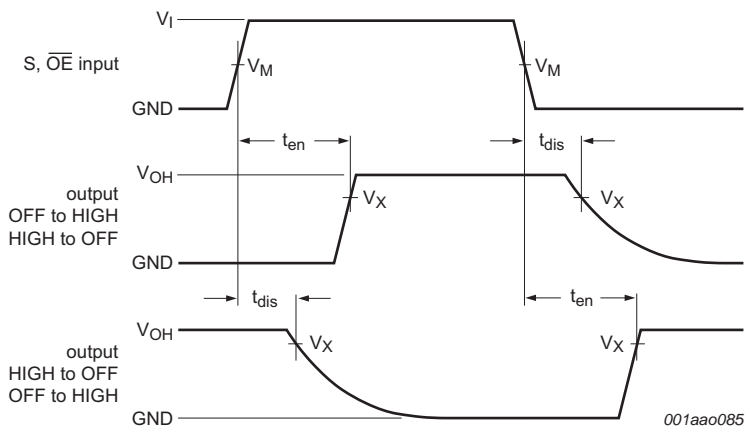 V_I
S, O̅E̅ input
V_M
V_M
GND
t_en
t_dis
V_OH
output
OFF to HIGH
HIGH to OFF
V_X
V_X
GND
t_dis
t_en
V_OH
output
HIGH to OFF
OFF to HIGH
V_X
V_X
GND
001aao085